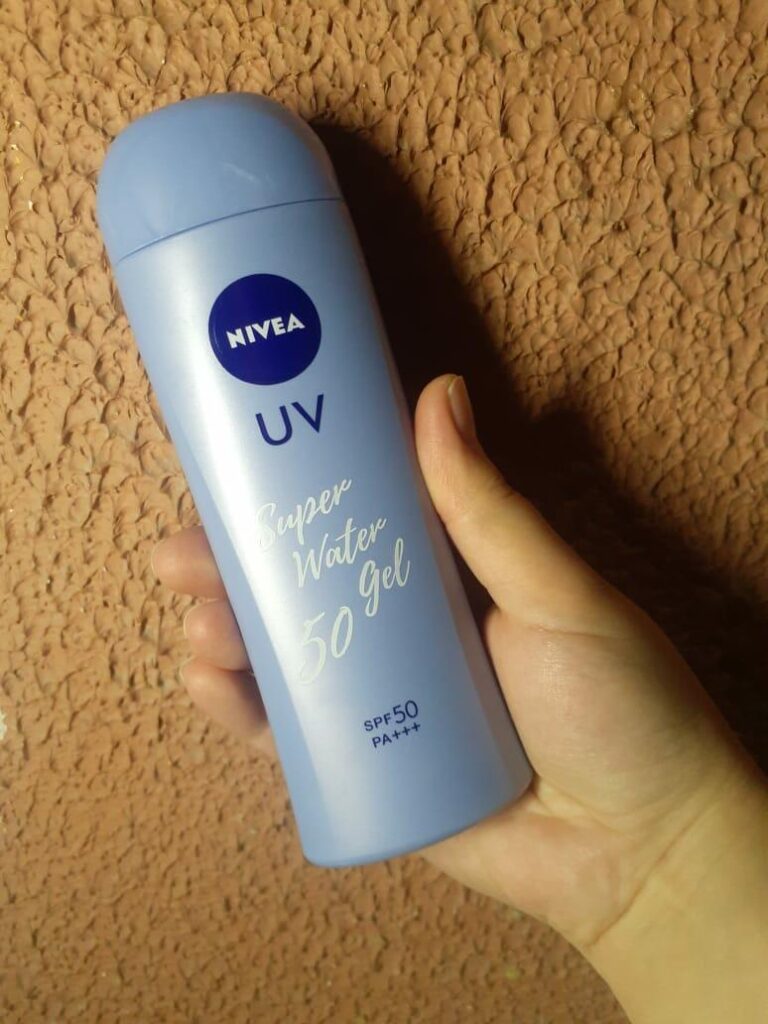 NIVEA
UV
Super
Water
Gel
50
SPF50
PA+++